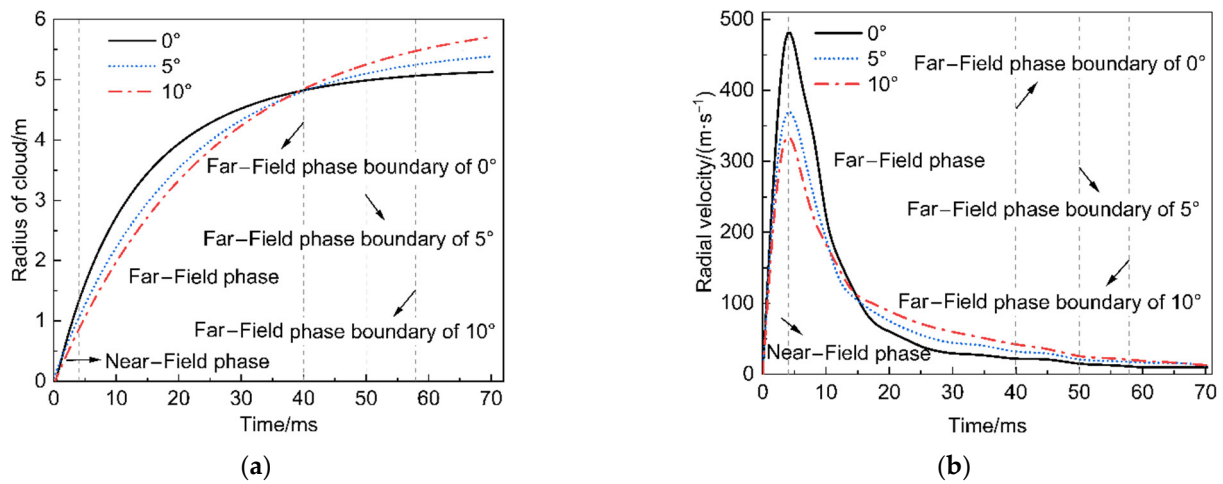 6
5
4
3
2
1
0
Radius of cloud/m
0°
5°
10°
Far−Field phase boundary of 0°
Far−Field phase boundary of 5°
Far−Field phase
Far−Field phase boundary of 10°
Near−Field phase
0 10 20 30 40 50 60 70
Time/ms
(a)
500
400
300
200
100
0
Radial velocity/(m·s⁻¹)
0°
5°
10°
Far−Field phase boundary of 0°
Far−Field phase
Far−Field phase boundary of 5°
Far−Field phase boundary of 10°
Near−Field phase
0 10 20 30 40 50 60 70
Time/ms
(b)